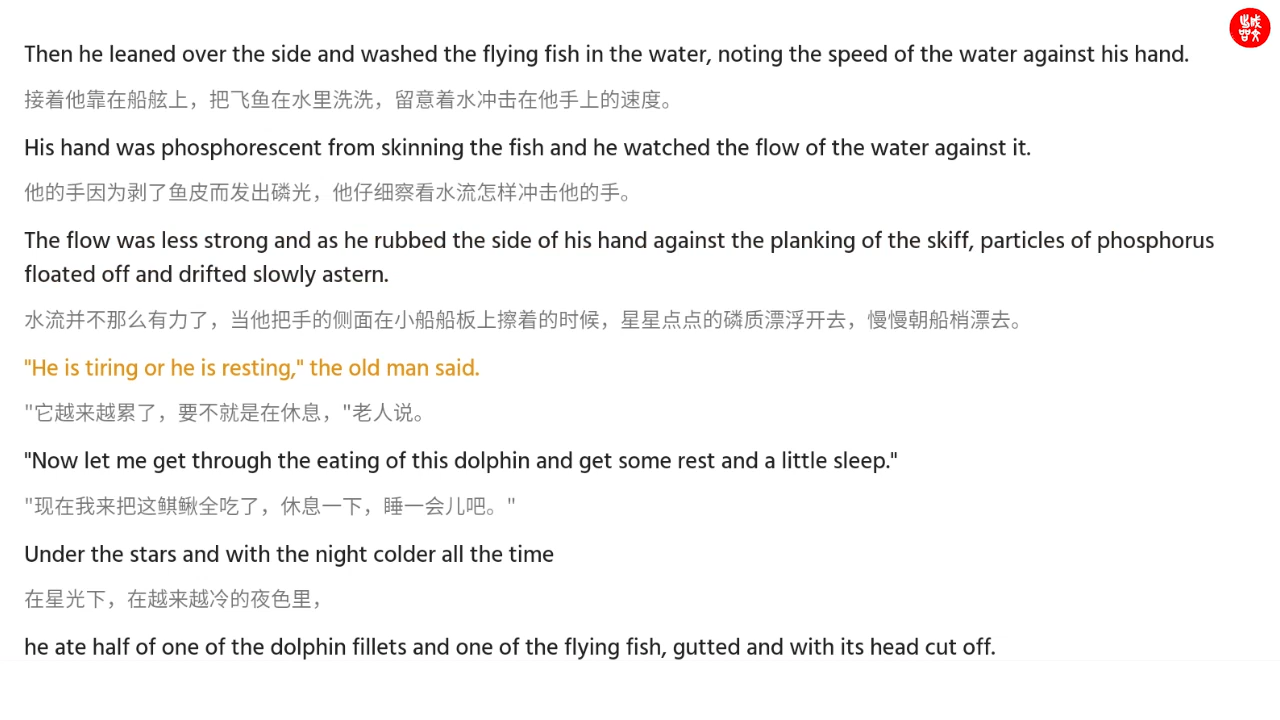 Then he leaned over the side and washed the flying fish in the water, noting the speed of the water against his hand.
接着他靠在船舷上，把飞鱼在水里洗洗，留意着水冲击在他手上的速度。
His hand was phosphorescent from skinning the fish and he watched the flow of the water against it.
他的手因为剥了鱼皮而发出磷光，他仔细察看水流怎样冲击他的手。
The flow was less strong and as he rubbed the side of his hand against the planking of the skiff, particles of phosphorus
floated off and drifted slowly astern.
水流并不那么有力了，当他把手的侧面在小船船板上擦着的时候，星星点点的磷质漂浮开去，慢慢朝船梢漂去。
"He is tiring or he is resting," the old man said.
"它越来越累了，要不就是在休息，"老人说。
"Now let me get through the eating of this dolphin and get some rest and a little sleep."
"现在我来把这鲯鳅全吃了，休息一下，睡一会儿吧。"
Under the stars and with the night colder all the time
在星光下，在越来越冷的夜色里，
he ate half of one of the dolphin fillets and one of the flying fish, gutted and with its head cut off.